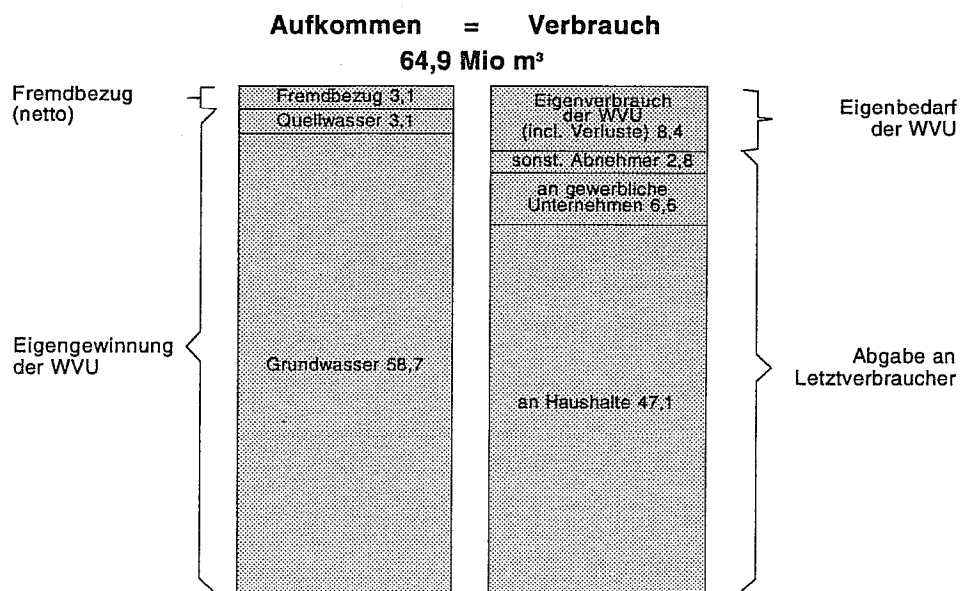 Aufkommen = Verbrauch
64,9 Mio m³
Fremdbezug
(netto)
Fremdbezug 3,1
Quellwasser 3,1
Eigengewinnung
der WVU
Grundwasser 58,7
Eigenverbrauch
der WVU
(incl. Verluste) 8,4
sonst. Abnehmer 2,8
an gewerbliche
Unternehmen 6,6
an Haushalte 47,1
Eigenbedarf
der WVU
Abgabe an
Letztverbraucher